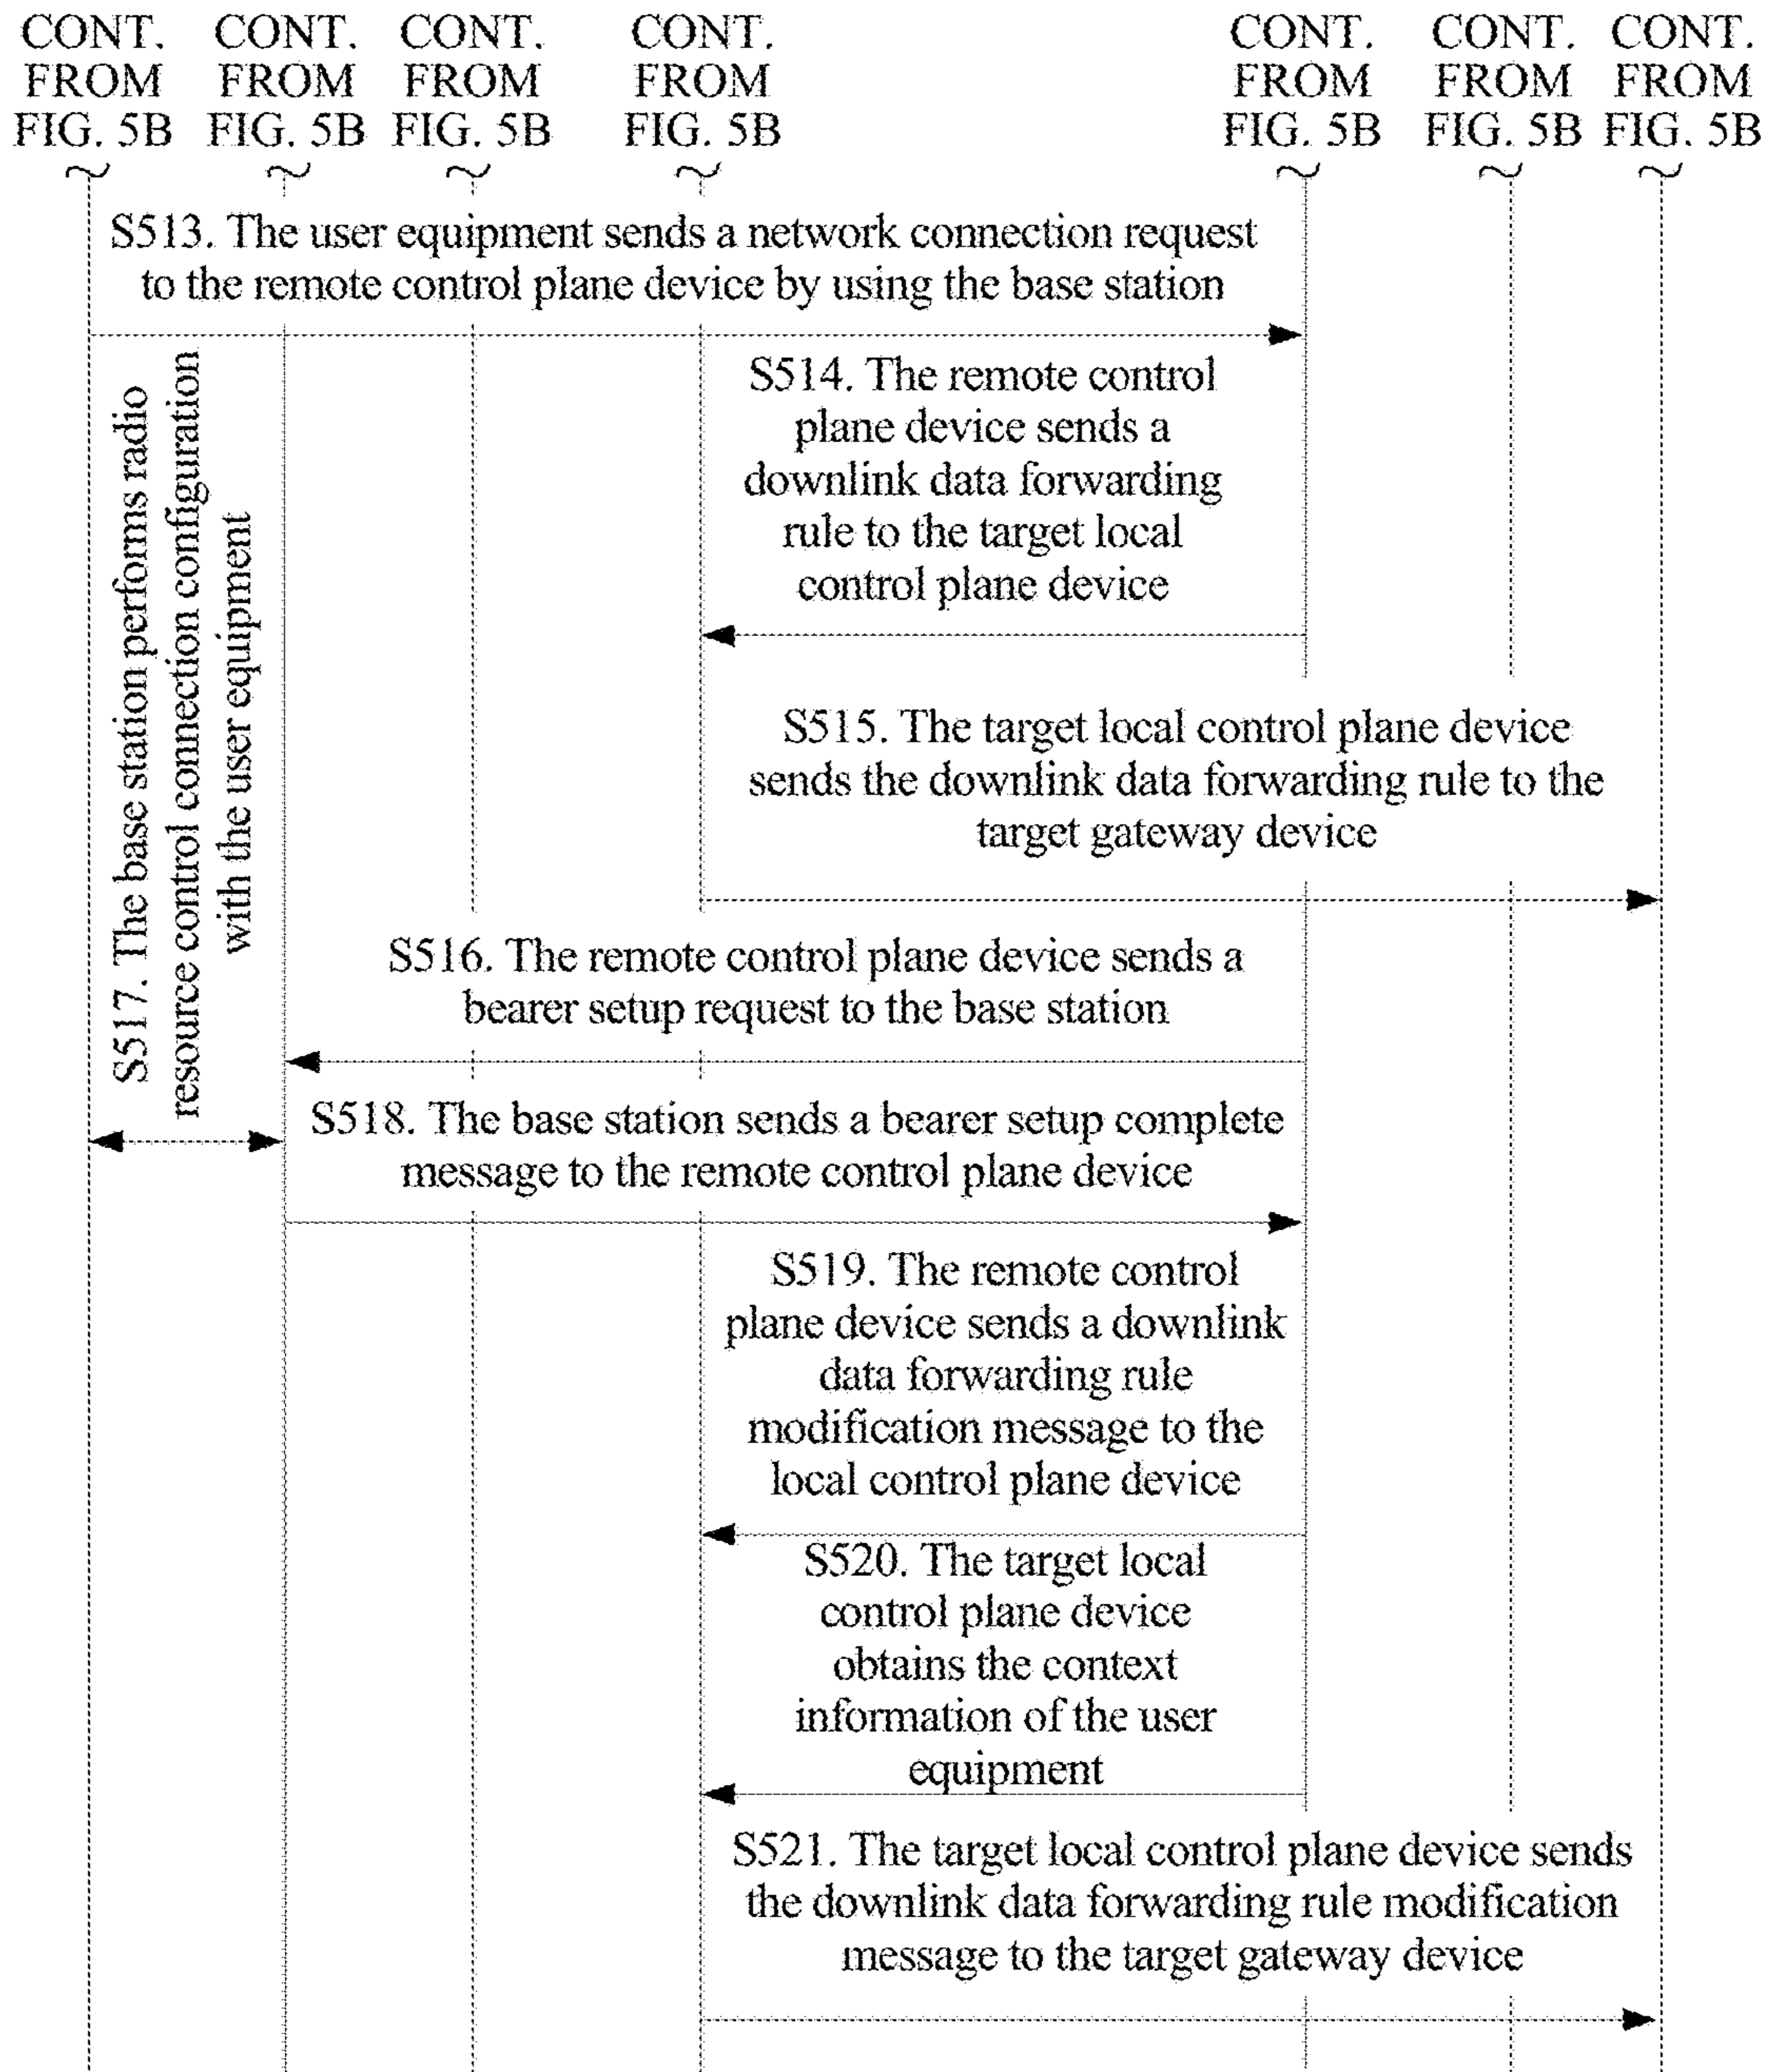 CONT. CONT. CONT. CONT. CONT. CONT. CONT.
FROM FROM FROM FROM FROM FROM FROM
FIG. 5B FIG. 5B FIG. 5B FIG. 5B FIG. 5B FIG. 5B FIG. 5B
S513. The user equipment sends a network connection request
to the remote control plane device by using the base station
S514. The remote control
plane device sends a
downlink data forwarding
rule to the target local
control plane device
S515. The target local control plane device
sends the downlink data forwarding rule to the
target gateway device
S516. The remote control plane device sends a
bearer setup request to the base station
S517. The base station performs radio
resource control connection configuration
with the user equipment
S518. The base station sends a bearer setup complete
message to the remote control plane device
S519. The remote control
plane device sends a downlink
data forwarding rule
modification message to the
local control plane device
S520. The target local
control plane device
obtains the context
information of the user
equipment
S521. The target local control plane device sends
the downlink data forwarding rule modification
message to the target gateway device